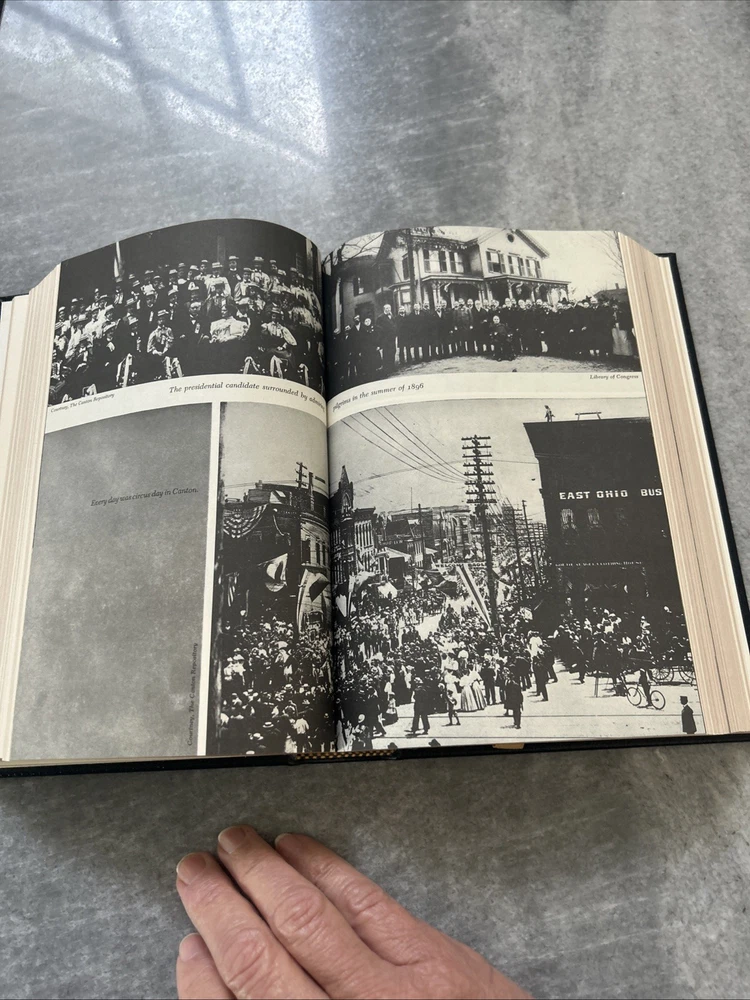 The presidential candidate surrounded by
pilgrims in the summer of 1896
Courtesy, The Canton Repository
Library of Congress
Every day was circus day in Canton.
Courtesy, The Canton Repository
EAST OHIO BUS